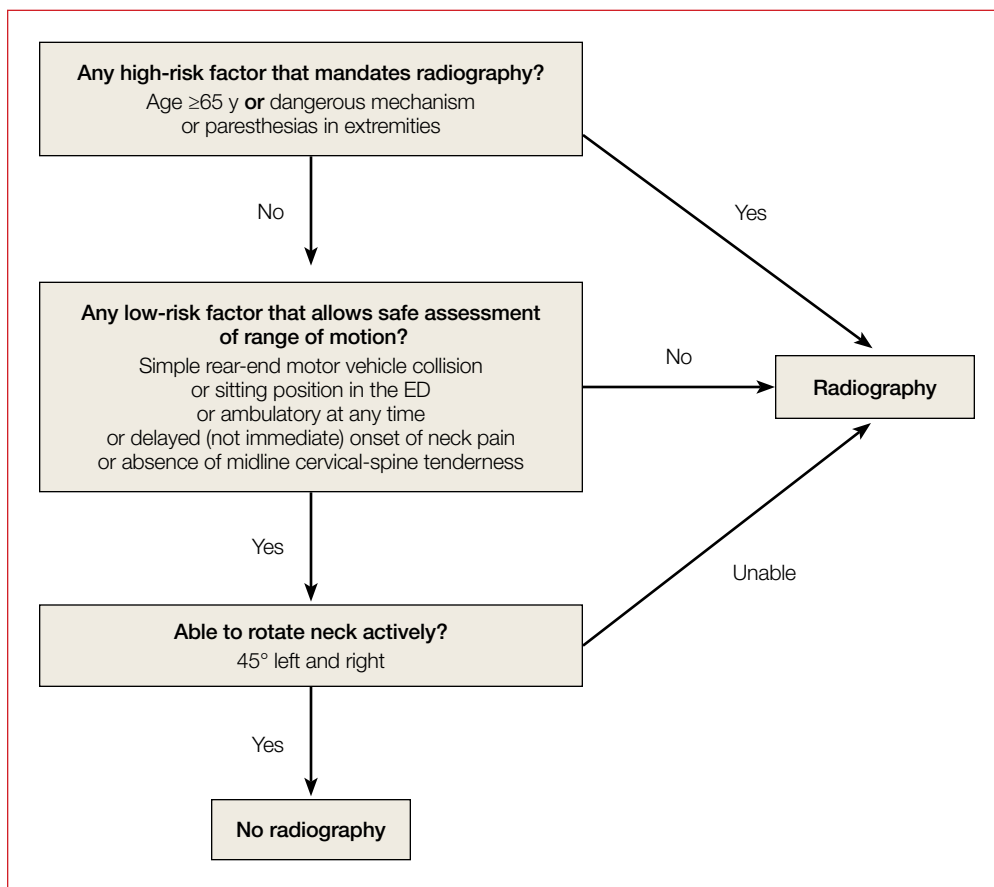 Any high-risk factor that mandates radiography?
Age ≥65 y or dangerous mechanism
or paresthesias in extremities
No
Yes
Any low-risk factor that allows safe assessment
of range of motion?
Simple rear-end motor vehicle collision
or sitting position in the ED
or ambulatory at any time
or delayed (not immediate) onset of neck pain
or absence of midline cervical-spine tenderness
No
Radiography
Yes
Unable
Able to rotate neck actively?
45° left and right
Yes
No radiography